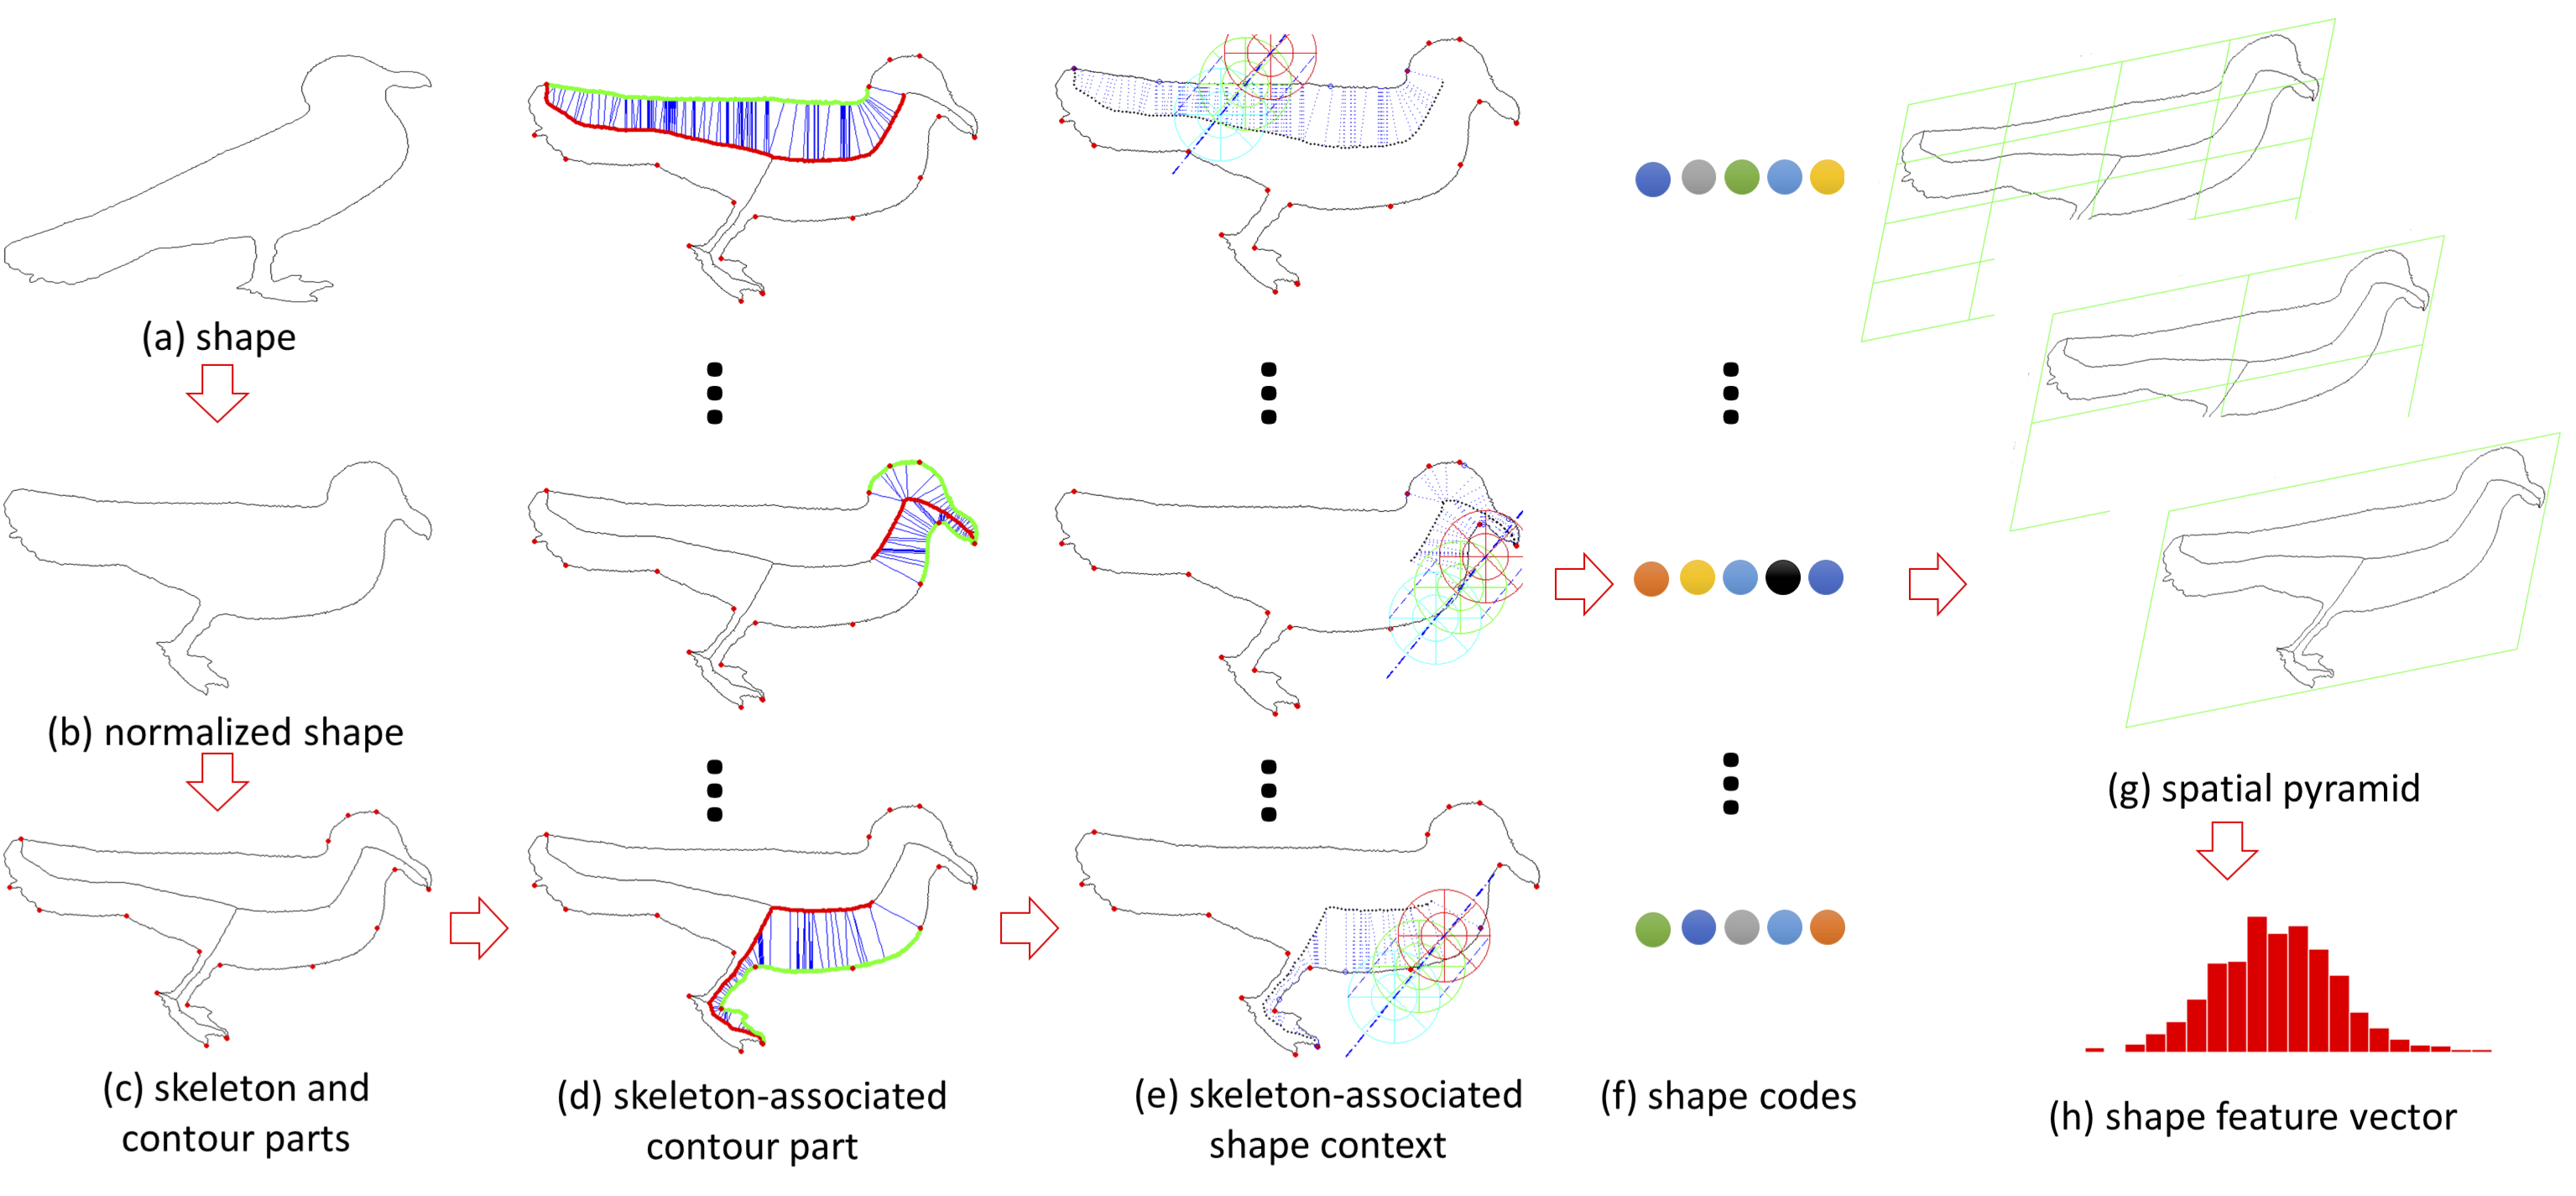 (a) shape
(b) normalized shape
(c) skeleton and
contour parts
(d) skeleton-associated
contour part
(e) skeleton-associated
shape context
(f) shape codes
(g) spatial pyramid
(h) shape feature vector